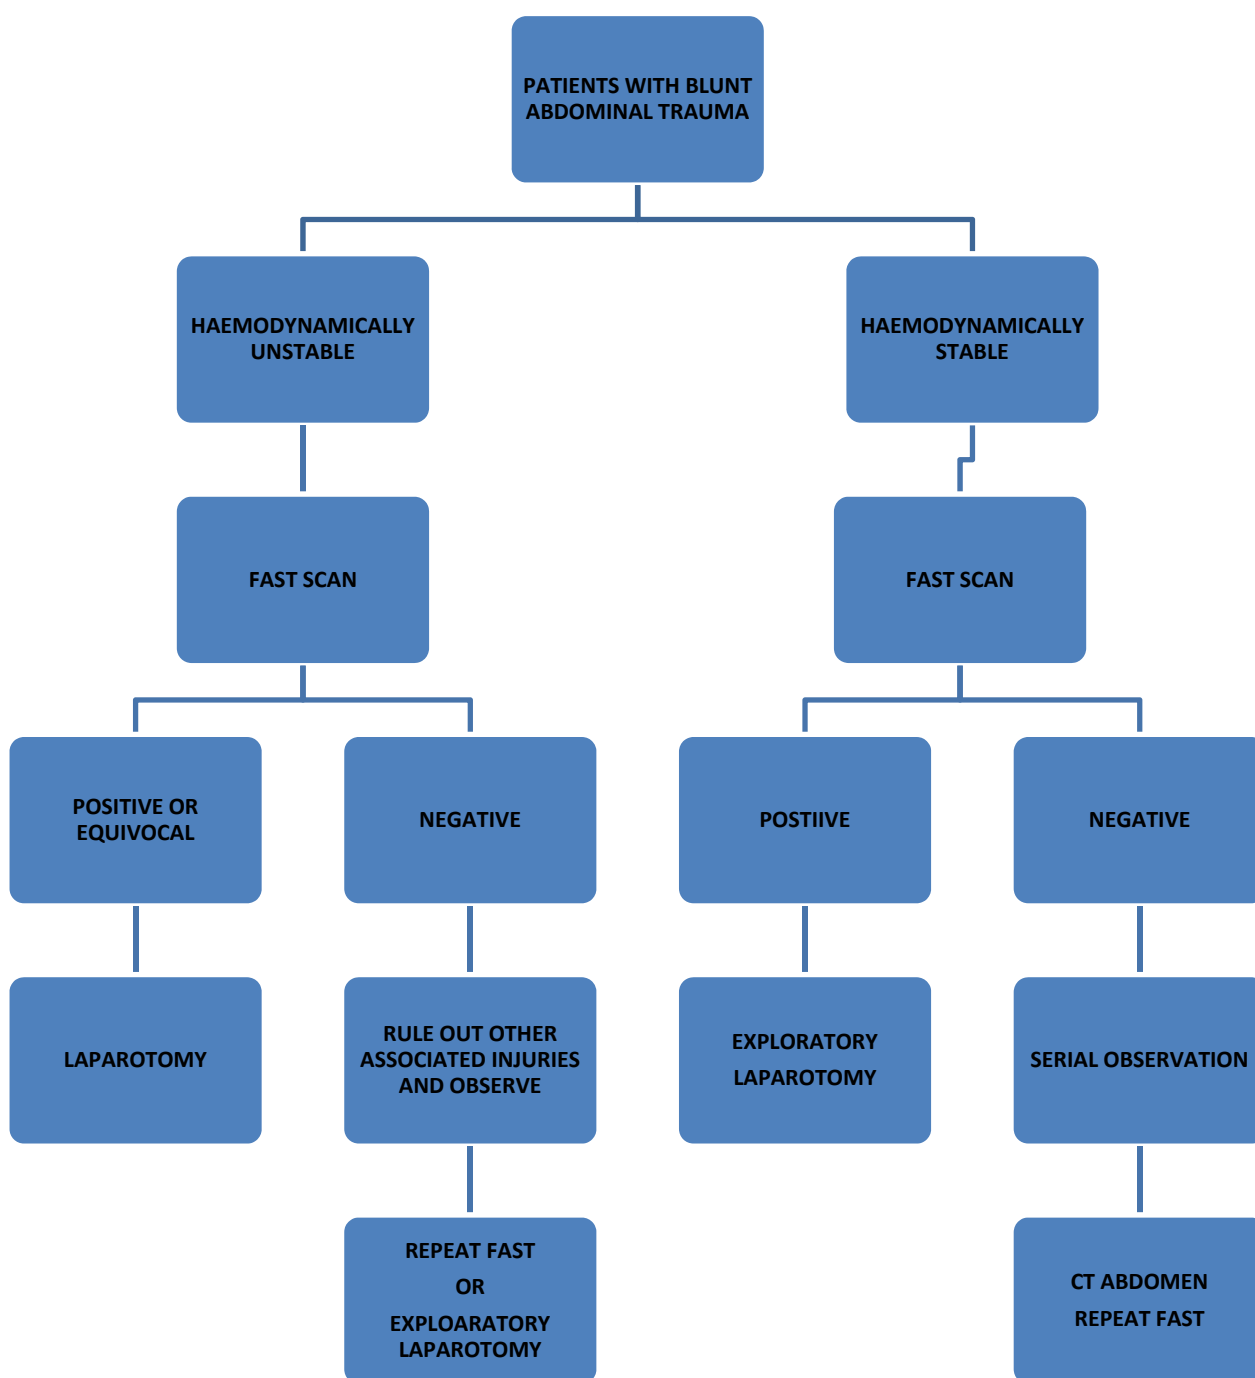 PATIENTS WITH BLUNT
ABDOMINAL TRAUMA
HAEMODYNAMICALLY
UNSTABLE
HAEMODYNAMICALLY
STABLE
FAST SCAN
FAST SCAN
POSITIVE OR
EQUIVOCAL
NEGATIVE
POSTIIVE
NEGATIVE
LAPAROTOMY
RULE OUT OTHER
ASSOCIATED INJURIES
AND OBSERVE
EXPLORATORY
LAPAROTOMY
SERIAL OBSERVATION
REPEAT FAST
OR
EXPLOARATORY
LAPAROTOMY
CT ABDOMEN
REPEAT FAST